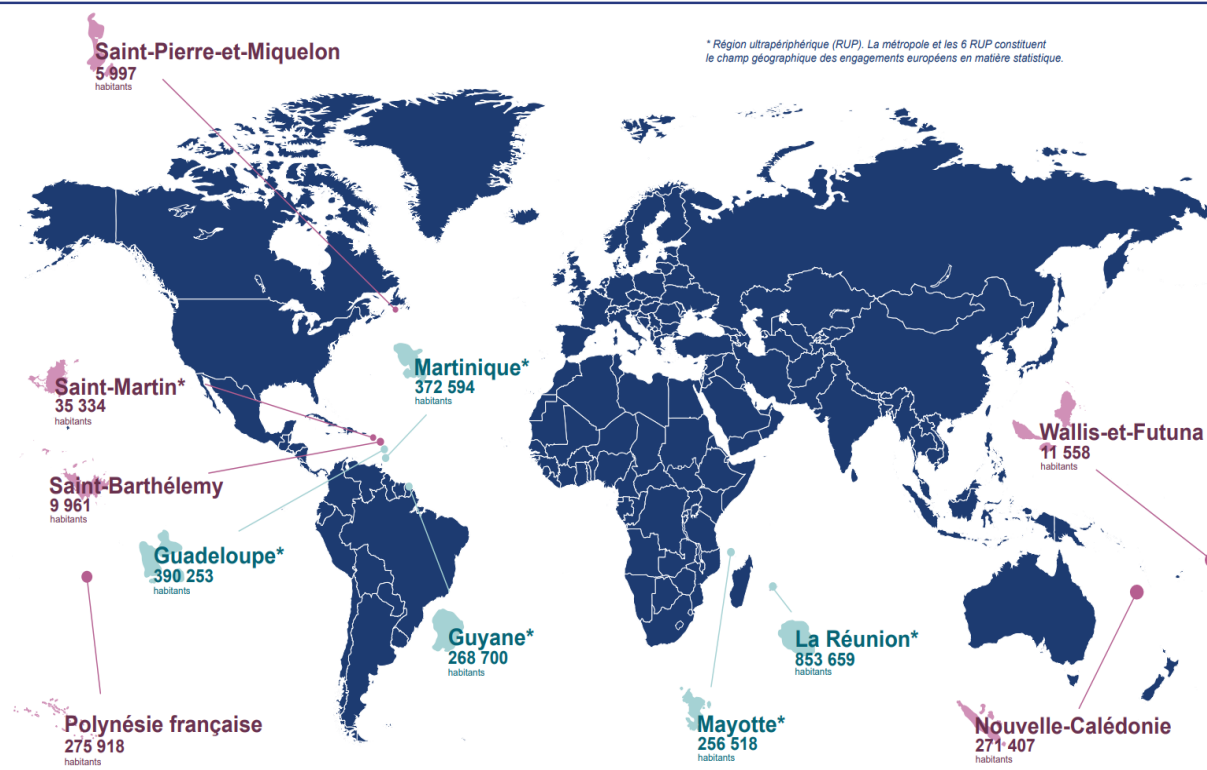 Saint-Pierre-et-Miquelon
5 997
habitants
* Région ultrapériphérique (RUP). La métropole et les 6 RUP constituent
le champ géographique des engagements européens en matière statistique.
Martinique*
372 594
habitants
Saint-Martin*
35 334
habitants
Wallis-et-Futuna
11 558
habitants
Saint-Barthélemy
9 961
habitants
Guadeloupe*
390 253
habitants
Guyane*
268 700
habitants
La Réunion*
853 659
habitants
Polynésie française
275 918
habitants
Mayotte*
256 518
habitants
Nouvelle-Calédonie
271 407
habitants